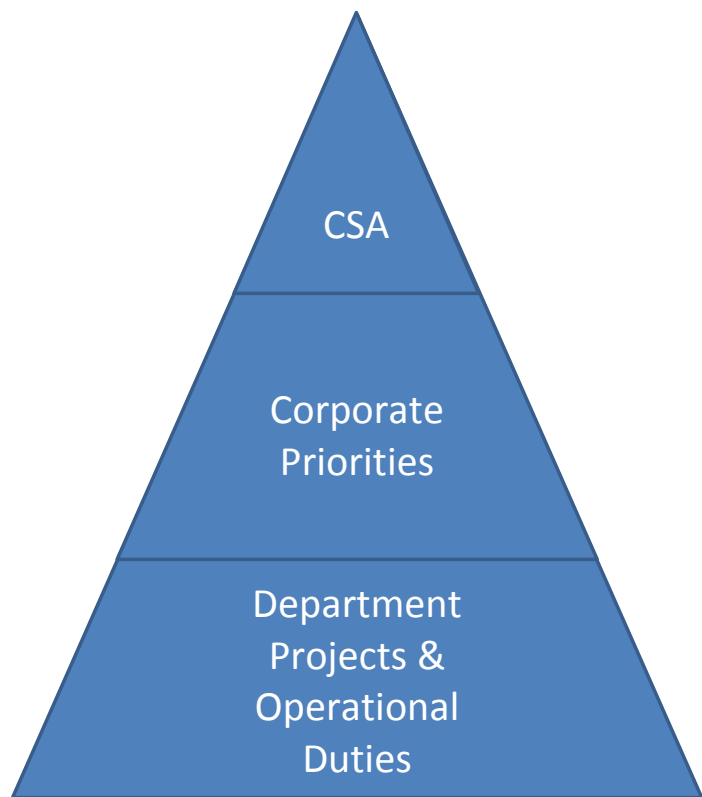 CSA
Corporate
Priorities
Department
Projects &
Operational
Duties